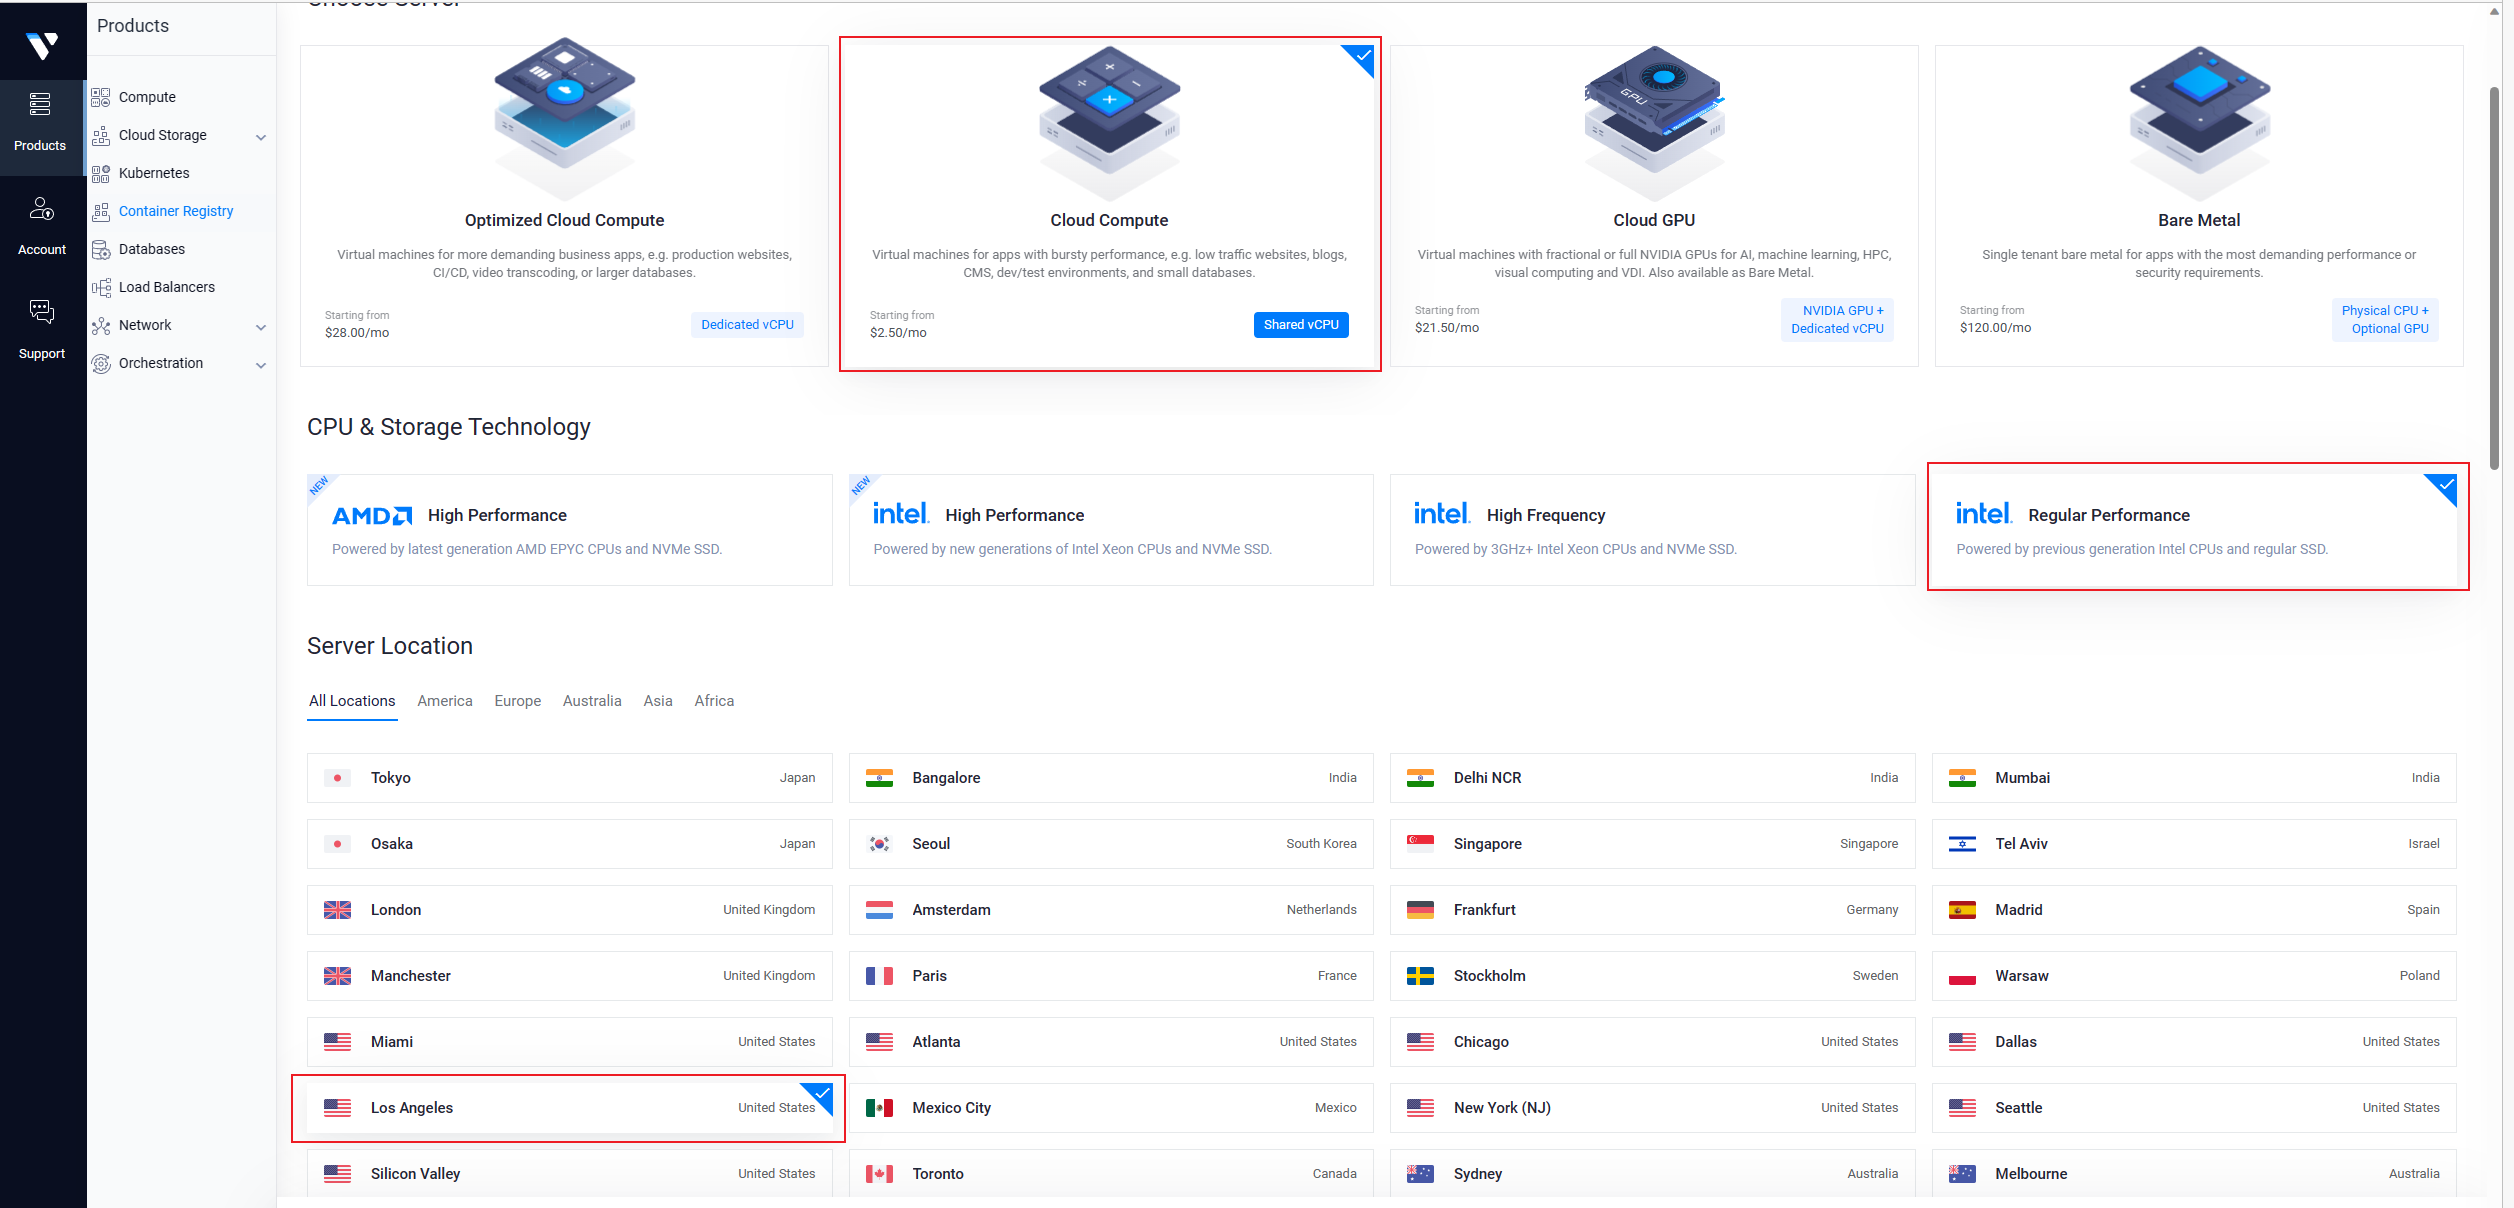 Choose Server
Products
Products
Account
Support
Compute
Cloud Storage
Kubernetes
Container Registry
Databases
Load Balancers
Network
Orchestration
Optimized Cloud Compute
Virtual machines for more demanding business apps, e.g. production websites,
CI/CD, video transcoding, or larger databases.
Starting from
$28.00/mo
Dedicated vCPU
Cloud Compute
Virtual machines for apps with bursty performance, e.g. low traffic websites, blogs,
CMS, dev/test environments, and small databases.
Starting from
$2.50/mo
Shared vCPU
GPU
Cloud GPU
Virtual machines with fractional or full NVIDIA GPUs for AI, machine learning, HPC,
visual computing and VDI. Also available as Bare Metal.
Starting from
$21.50/mo
NVIDIA GPU +
Dedicated vCPU
Bare Metal
Single tenant bare metal for apps with the most demanding performance or
security requirements.
Starting from
$120.00/mo
Physical CPU +
Optional GPU
CPU & Storage Technology
NEW
AMD High Performance
Powered by latest generation AMD EPYC CPUs and NVMe SSD.
NEW
intel. High Performance
Powered by new generations of Intel Xeon CPUs and NVMe SSD.
intel. High Frequency
Powered by 3GHz+ Intel Xeon CPUs and NVMe SSD.
intel. Regular Performance
Powered by previous generation Intel CPUs and regular SSD.
Server Location
All Locations America Europe Australia Asia Africa
Tokyo Japan
Bangalore India
Delhi NCR India
Mumbai India
Osaka Japan
Seoul South Korea
Singapore Singapore
Tel Aviv Israel
London United Kingdom
Amsterdam Netherlands
Frankfurt Germany
Madrid Spain
Manchester United Kingdom
Paris France
Stockholm Sweden
Warsaw Poland
Miami United States
Atlanta United States
Chicago United States
Dallas United States
Los Angeles United States
Mexico City Mexico
New York (NJ) United States
Seattle United States
Silicon Valley United States
Toronto Canada
Sydney Australia
Melbourne Australia